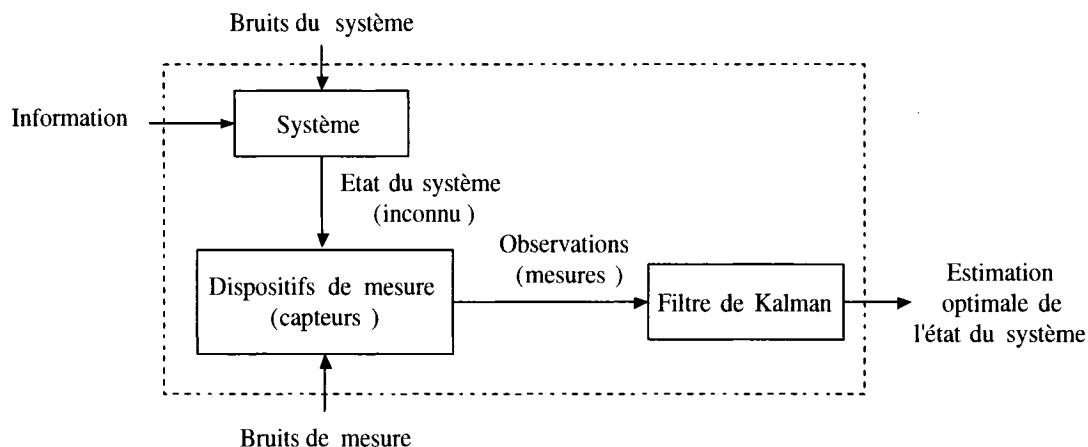 Bruits du système
Information
Système
Etat du système
(inconnu )
Observations
(mesures )
Dispositifs de mesure
(capteurs )
Filtre de Kalman
Estimation
optimale de
l'état du système
Bruits de mesure